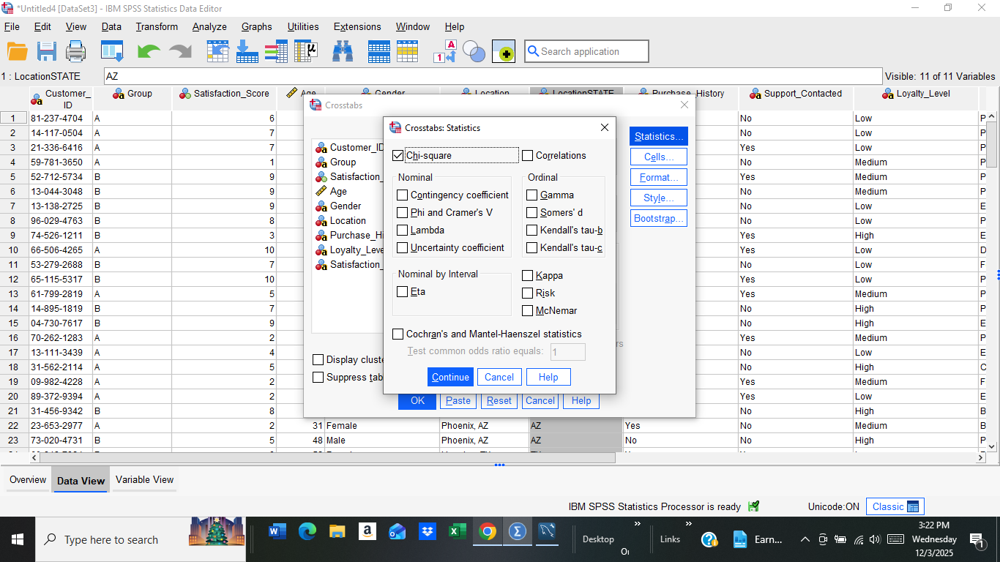 *Untitled4 [DataSet3] - IBM SPSS Statistics Data Editor
File Edit View Data Transform Analyze Graphs Utilities Extensions Window Help
Search application
1 : LocationSTATE AZ Visible: 11 of 11 Variables
Customer_ID Group Satisfaction_Score Age Gender Location LocationSTATE Purchase_History Support_Contacted Loyalty_Level
1 81-237-4704 A 6 No Low P
2 14-117-0504 A 7 No Low P
3 21-336-6416 A 7 Yes Low P
4 59-781-3650 A 1 No Medium P
5 52-712-5734 B 9 Yes Medium P
6 13-044-3048 B 9 No Medium P
7 13-138-2725 B 9 No Low E
8 96-029-4763 B 8 No Low P
9 74-526-1211 B 3 Yes High E
10 66-506-4265 A 10 Yes Low D
11 53-279-2688 B 7 No Low F
12 65-115-5317 B 10 Yes Low P
13 61-799-2819 A 5 Yes Medium P
14 14-895-1819 B 7 No High P
15 04-730-7617 B 9 No High E
16 70-262-1283 A 2 Yes Medium P
17 13-111-3439 A 4 No Low E
18 31-562-2114 A 5 No High C
19 09-982-4228 A 2 Yes Medium F
20 89-372-9394 A 2 Yes Low E
21 31-456-9342 B 8 No High B
22 23-653-2977 A 2 31 Female Phoenix, AZ AZ Yes No Medium B
23 73-020-4731 B 5 48 Male Phoenix, AZ AZ No No High P
Crosstabs
Customer_ID
Group
Satisfaction_
Age
Gender
Location
Purchase_Hi
Loyalty_Leve
Satisfaction_
Display cluste
Suppress tab
Statistics...
Cells...
Format...
Style...
Bootstrap...
OK Paste Reset Cancel Help
Crosstabs: Statistics
Chi-square Correlations
Nominal
Contingency coefficient
Phi and Cramer's V
Lambda
Uncertainty coefficient
Ordinal
Gamma
Somers' d
Kendall's tau-b
Kendall's tau-c
Nominal by Interval
Eta
Kappa
Risk
McNemar
Cochran's and Mantel-Haenszel statistics
Test common odds ratio equals: 1
Continue Cancel Help
Overview Data View Variable View
IBM SPSS Statistics Processor is ready Unicode:ON Classic
Type here to search
Desktop
Links
Earn...
3:22 PM
Wednesday
12/3/2025
1